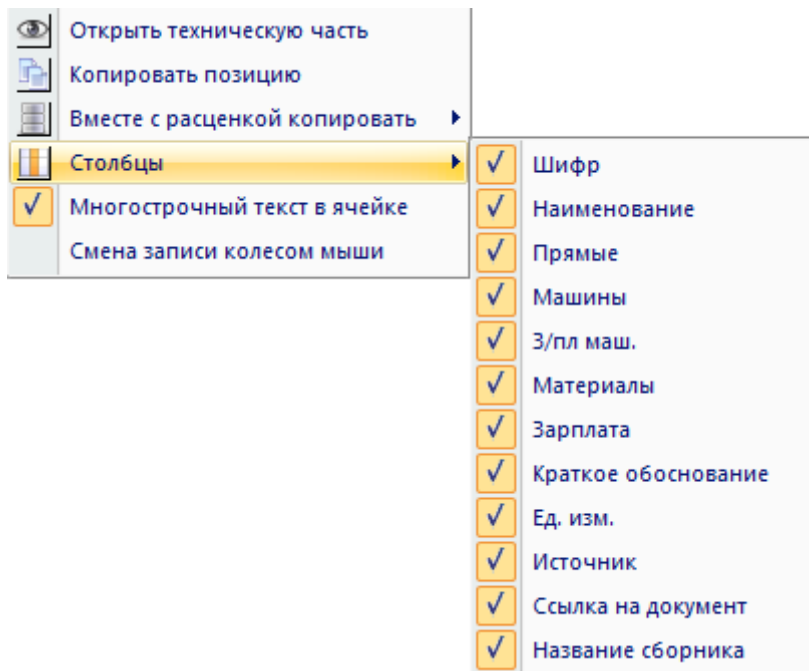 Открыть техническую часть
Копировать позицию
Вместе с расценкой копировать
Столбцы
Многострочный текст в ячейке
Смена записи колесом мыши
Шифр
Наименование
Прямые
Машины
З/пл маш.
Материалы
Зарплата
Краткое обоснование
Ед. изм.
Источник
Ссылка на документ
Название сборника